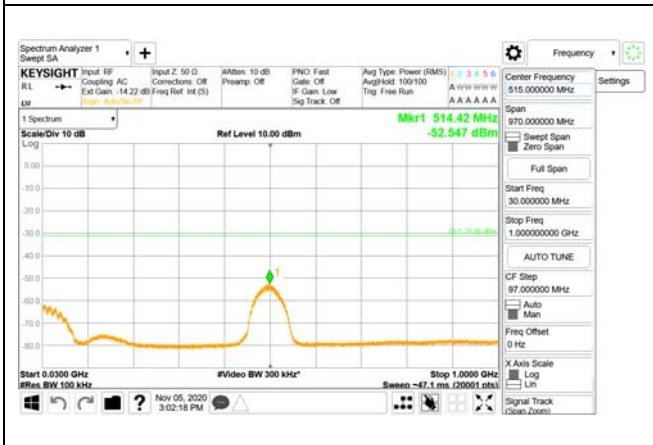 Spectrum Analyzer 1
Swept SA
Frequency
KEYSIGHT
RL
Input: RF
Coupling: AC
Ext Gain: -14.22 dB
Align: Auto/No RF
Input Z: 50 Ω
Corrections: Off
Freq Ref: Int (S)
#Atten: 10 dB
Preamp: Off
PNO: Fast
Gate: Off
IF Gain: Low
Sig Track: Off
Avg Type: Power (RMS)
Avg|Hold: 100/100
Trig: Free Run
1 2 3 4 5 6
A W W W W W
A A A A A A
1 Spectrum
Scale/Div 10 dB
Log
Ref Level 10.00 dBm
Mkr1 514.42 MHz
-52.547 dBm
0.00
-10.0
-20.0
-30.0
-40.0
-50.0
-60.0
-70.0
-80.0
1
Start 0.0300 GHz
#Res BW 100 kHz
#Video BW 300 kHz*
Stop 1.0000 GHz
Sweep ~47.1 ms (20001 pts)
Center Frequency
515.000000 MHz
Settings
Span
970.000000 MHz
Swept Span
Zero Span
Full Span
Start Freq
30.000000 MHz
Stop Freq
1.000000000 GHz
AUTO TUNE
CF Step
97.000000 MHz
Auto
Man
Freq Offset
0 Hz
X Axis Scale
Log
Lin
Signal Track
(Span Zoom)
Nov 05, 2020
3:02:18 PM